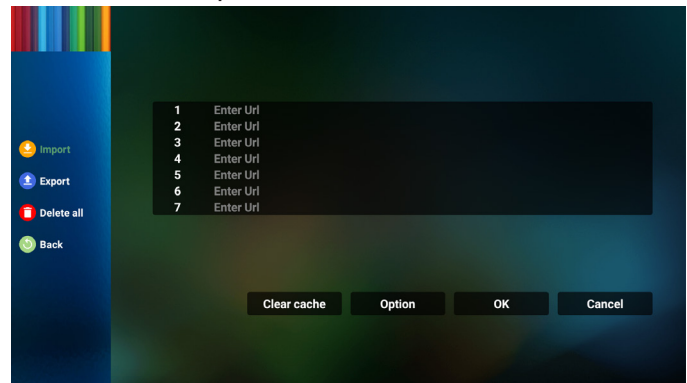 Import
Export
Delete all
Back
1 Enter Url
2 Enter Url
3 Enter Url
4 Enter Url
5 Enter Url
6 Enter Url
7 Enter Url
Clear cache Option OK Cancel